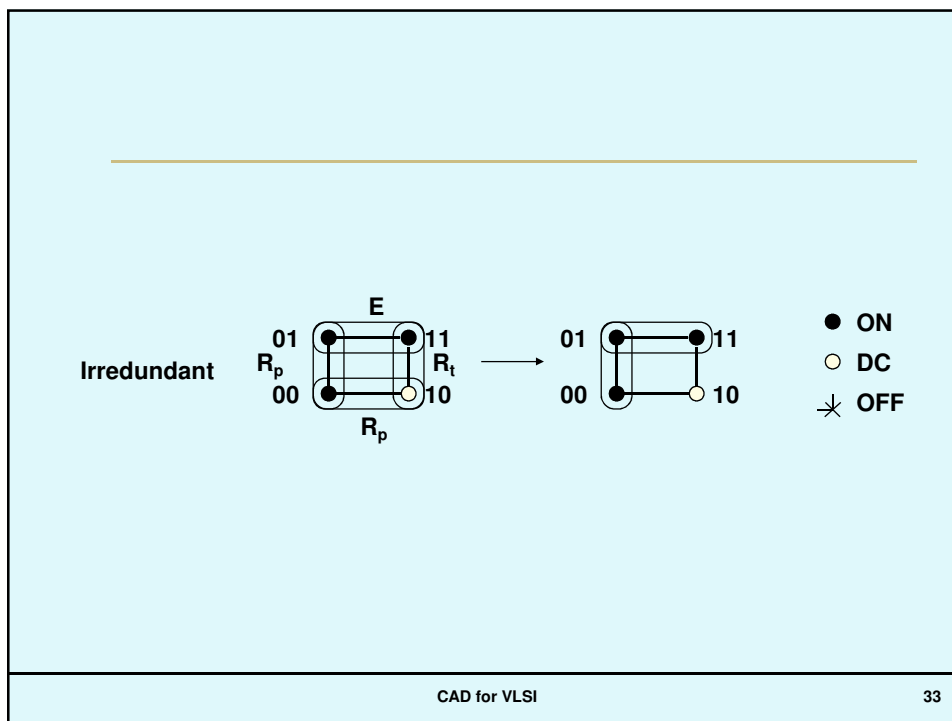 E
01 11 01 11 ON
Irredundant Rp Rt DC
00 10 00 10 OFF
Rp
CAD for VLSI 33